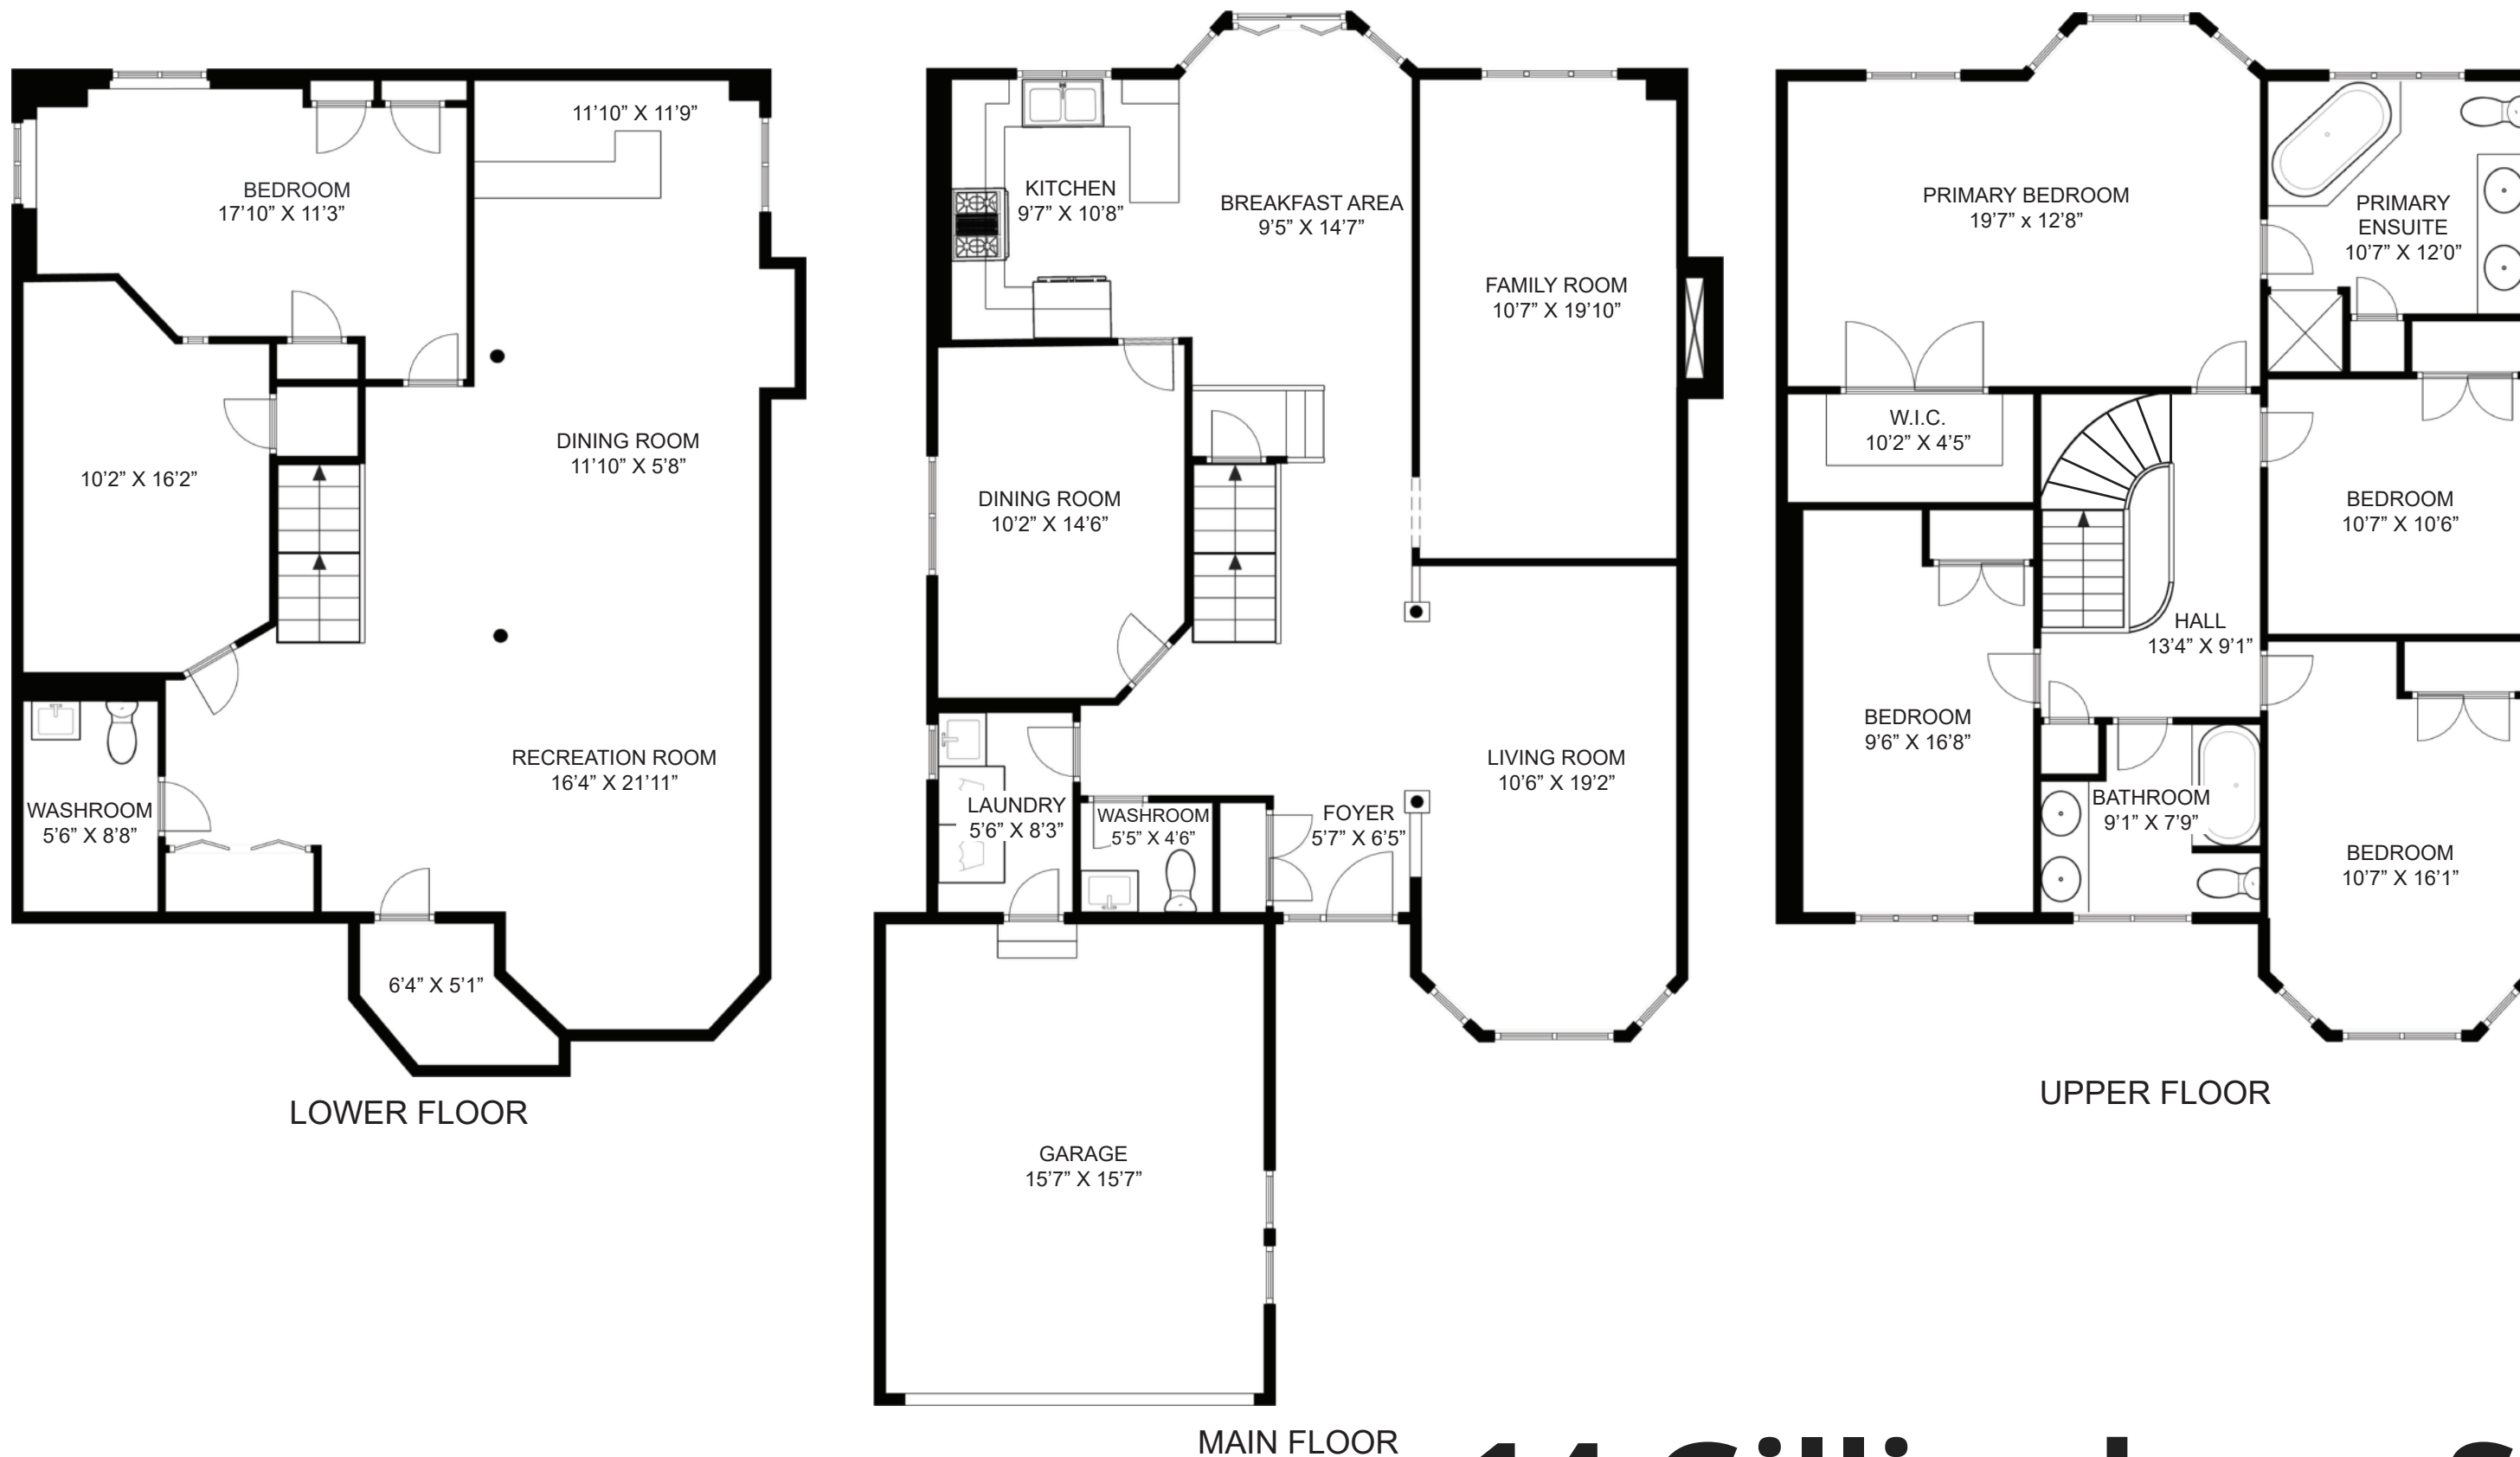 11’10” X 11’9”
BEDROOM
17’10” X 11’3”
DINING ROOM
11’10” X 5’8”
10’2” X 16’2”
RECREATION ROOM
16’4” X 21’11”
WASHROOM
5’6” X 8’8”
6’4” X 5’1”
LOWER FLOOR
KITCHEN
9’7” X 10’8”
BREAKFAST AREA
9’5” X 14’7”
FAMILY ROOM
10’7” X 19’10”
DINING ROOM
10’2” X 14’6”
LIVING ROOM
10’6” X 19’2”
LAUNDRY
5’6” X 8’3”
WASHROOM
5’5” X 4’6”
FOYER
5’7” X 6’5”
GARAGE
15’7” X 15’7”
MAIN FLOOR
PRIMARY BEDROOM
19’7” x 12’8”
PRIMARY
ENSUITE
10’7” X 12’0”
W.I.C.
10’2” X 4’5”
BEDROOM
10’7” X 10’6”
HALL
13’4” X 9’1”
BEDROOM
9’6” X 16’8”
BATHROOM
9’1” X 7’9”
BEDROOM
10’7” X 16’1”
UPPER FLOOR